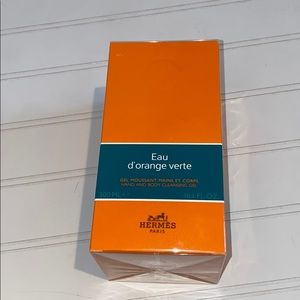 Eau
d'orange verte
GEL MOUSSANT MAINS ET CORPS
HAND AND BODY CLEANSING GEL
HERMÈS
PARIS